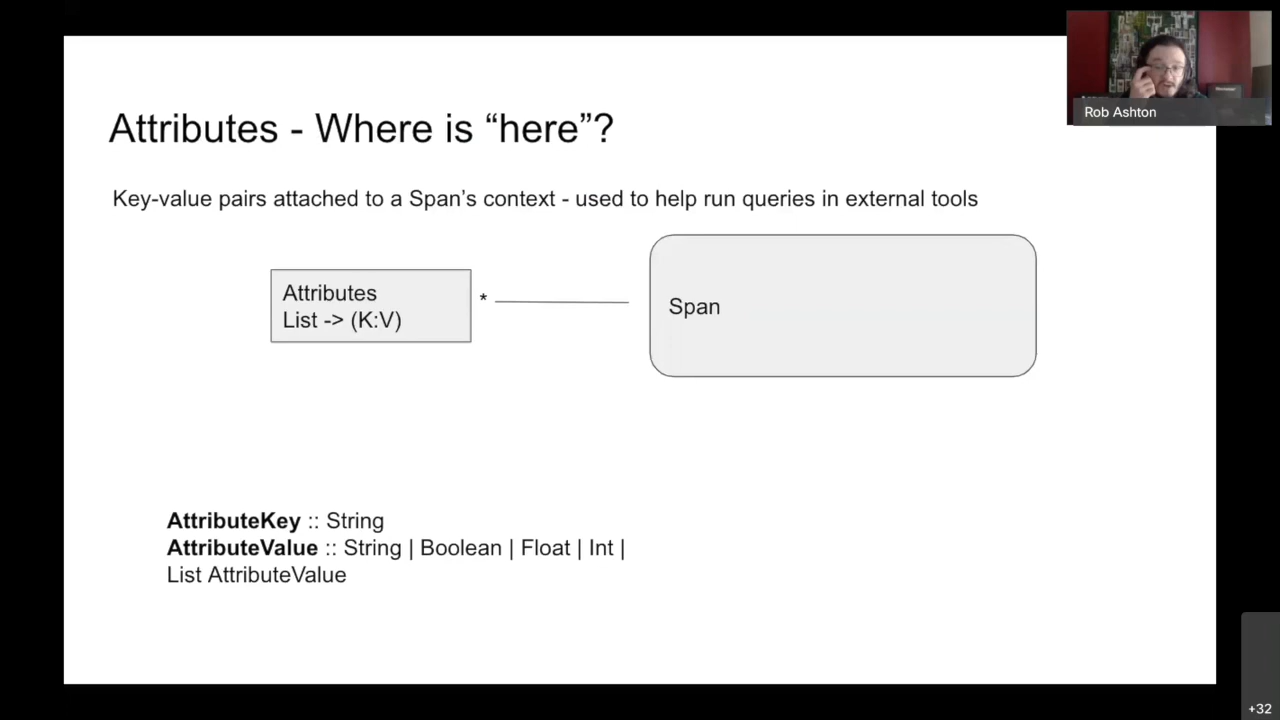 Attributes - Where is “here”?
Rob Ashton
Key-value pairs attached to a Span’s context - used to help run queries in external tools
Attributes
List -> (K:V)
*
Span
AttributeKey :: String
AttributeValue :: String | Boolean | Float | Int |
List AttributeValue
+32